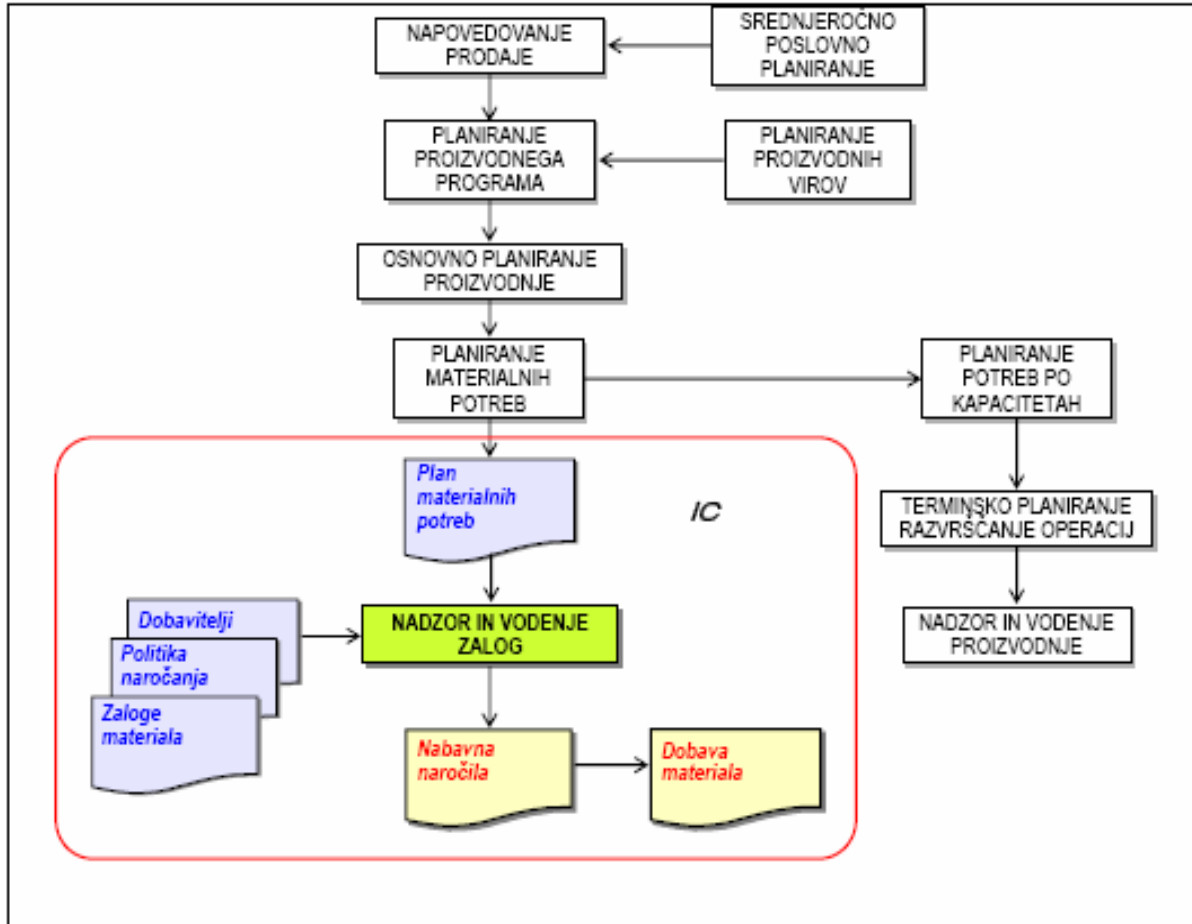 NAPOVEDOVANJE
PRODAJE
SREDNJEROČNO
POSLOVNO
PLANIRANJE
PLANIRANJE
PROIZVODNEGA
PROGRAMA
PLANIRANJE
PROIZVODNIH
VIROV
OSNOVNO PLANIRANJE
PROIZVODNJE
PLANIRANJE
MATERIALNIH
POTREB
PLANIRANJE
POTREB PO
KAPACITETAH
Plan
materialnih
potreb
IC
TERMINSKO PLANIRANJE
RAZVRŠČANJE OPERACIJ
Dobavitelji
Politika
naročanja
Zaloge
materiala
NADZOR IN VODENJE
ZALOG
NADZOR IN VODENJE
PROIZVODNJE
Nabavna
naročila
Dobava
materiala